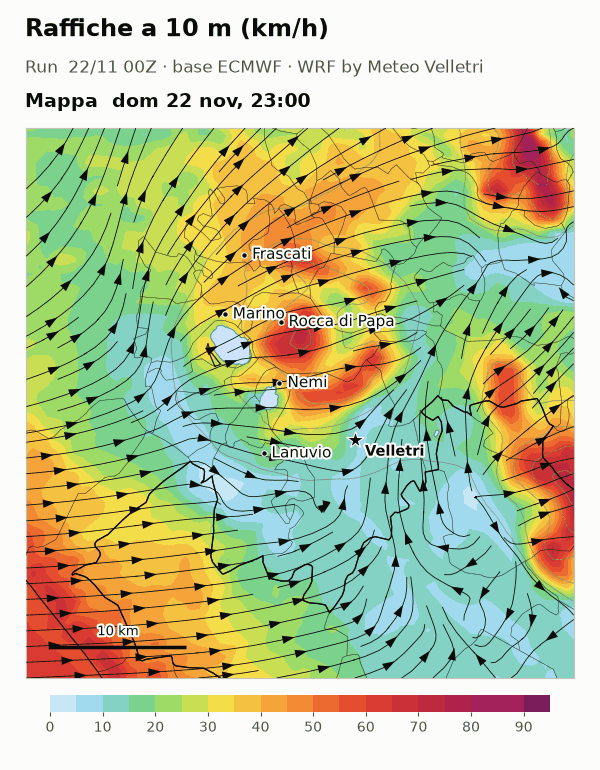 Raffiche a 10 m (km/h)
Run  22/11 00Z · base ECMWF · WRF by Meteo Velletri
Mappa  dom 22 nov, 23:00
Frascati
Marino
Rocca di Papa
Nemi
Velletri
Lanuvio
10 km
0 10 20 30 40 50 60 70 80 90